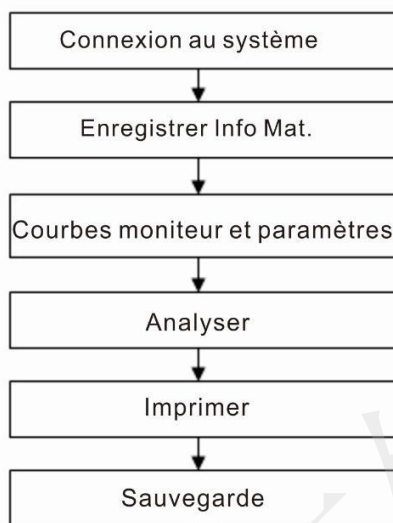 Connexion au système
Enregistrer Info Mat.
Courbes moniteur et paramètres
Analyser
Imprimer
Sauvegarde